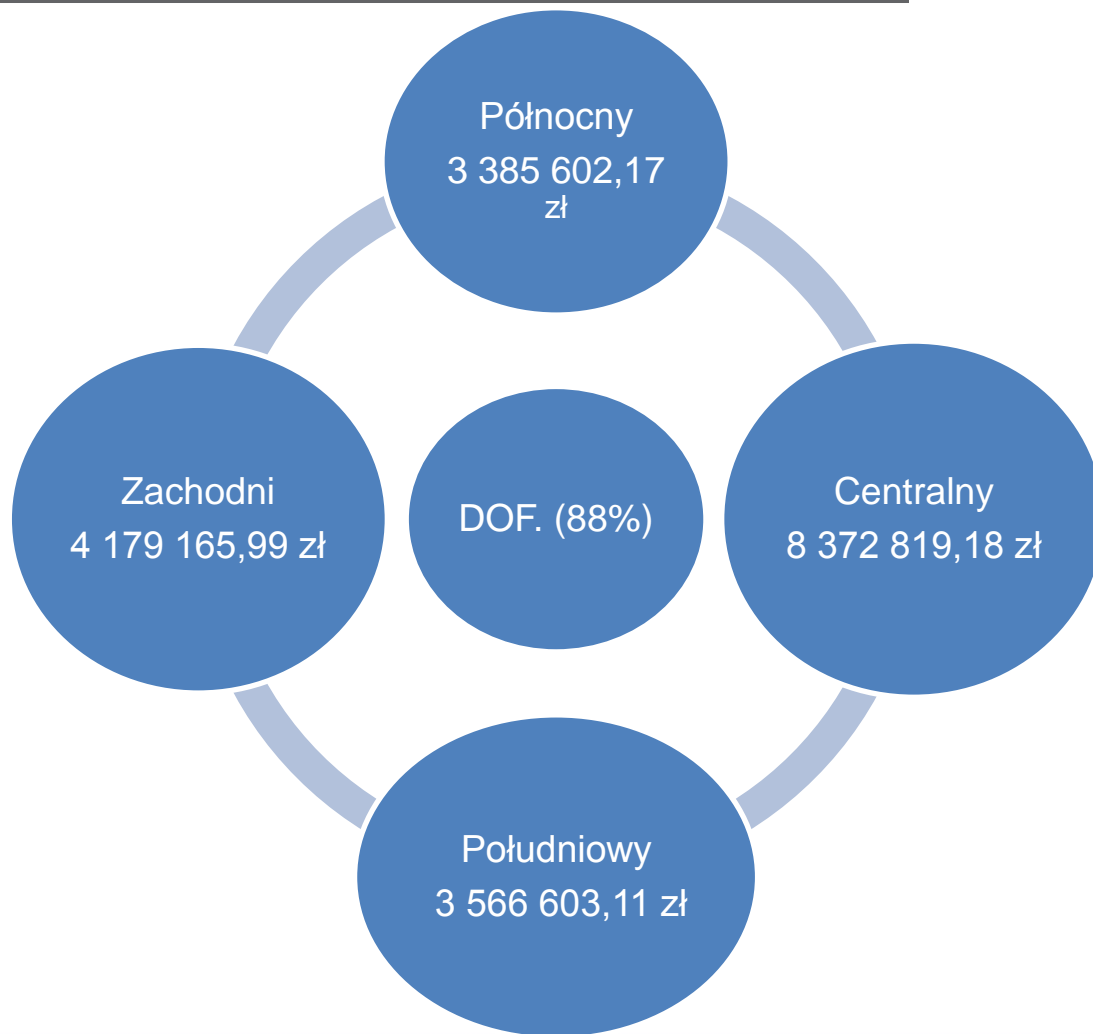 Północny
3 385 602,17
zł
Zachodni
4 179 165,99 zł
DOF. (88%)
Centralny
8 372 819,18 zł
Południowy
3 566 603,11 zł